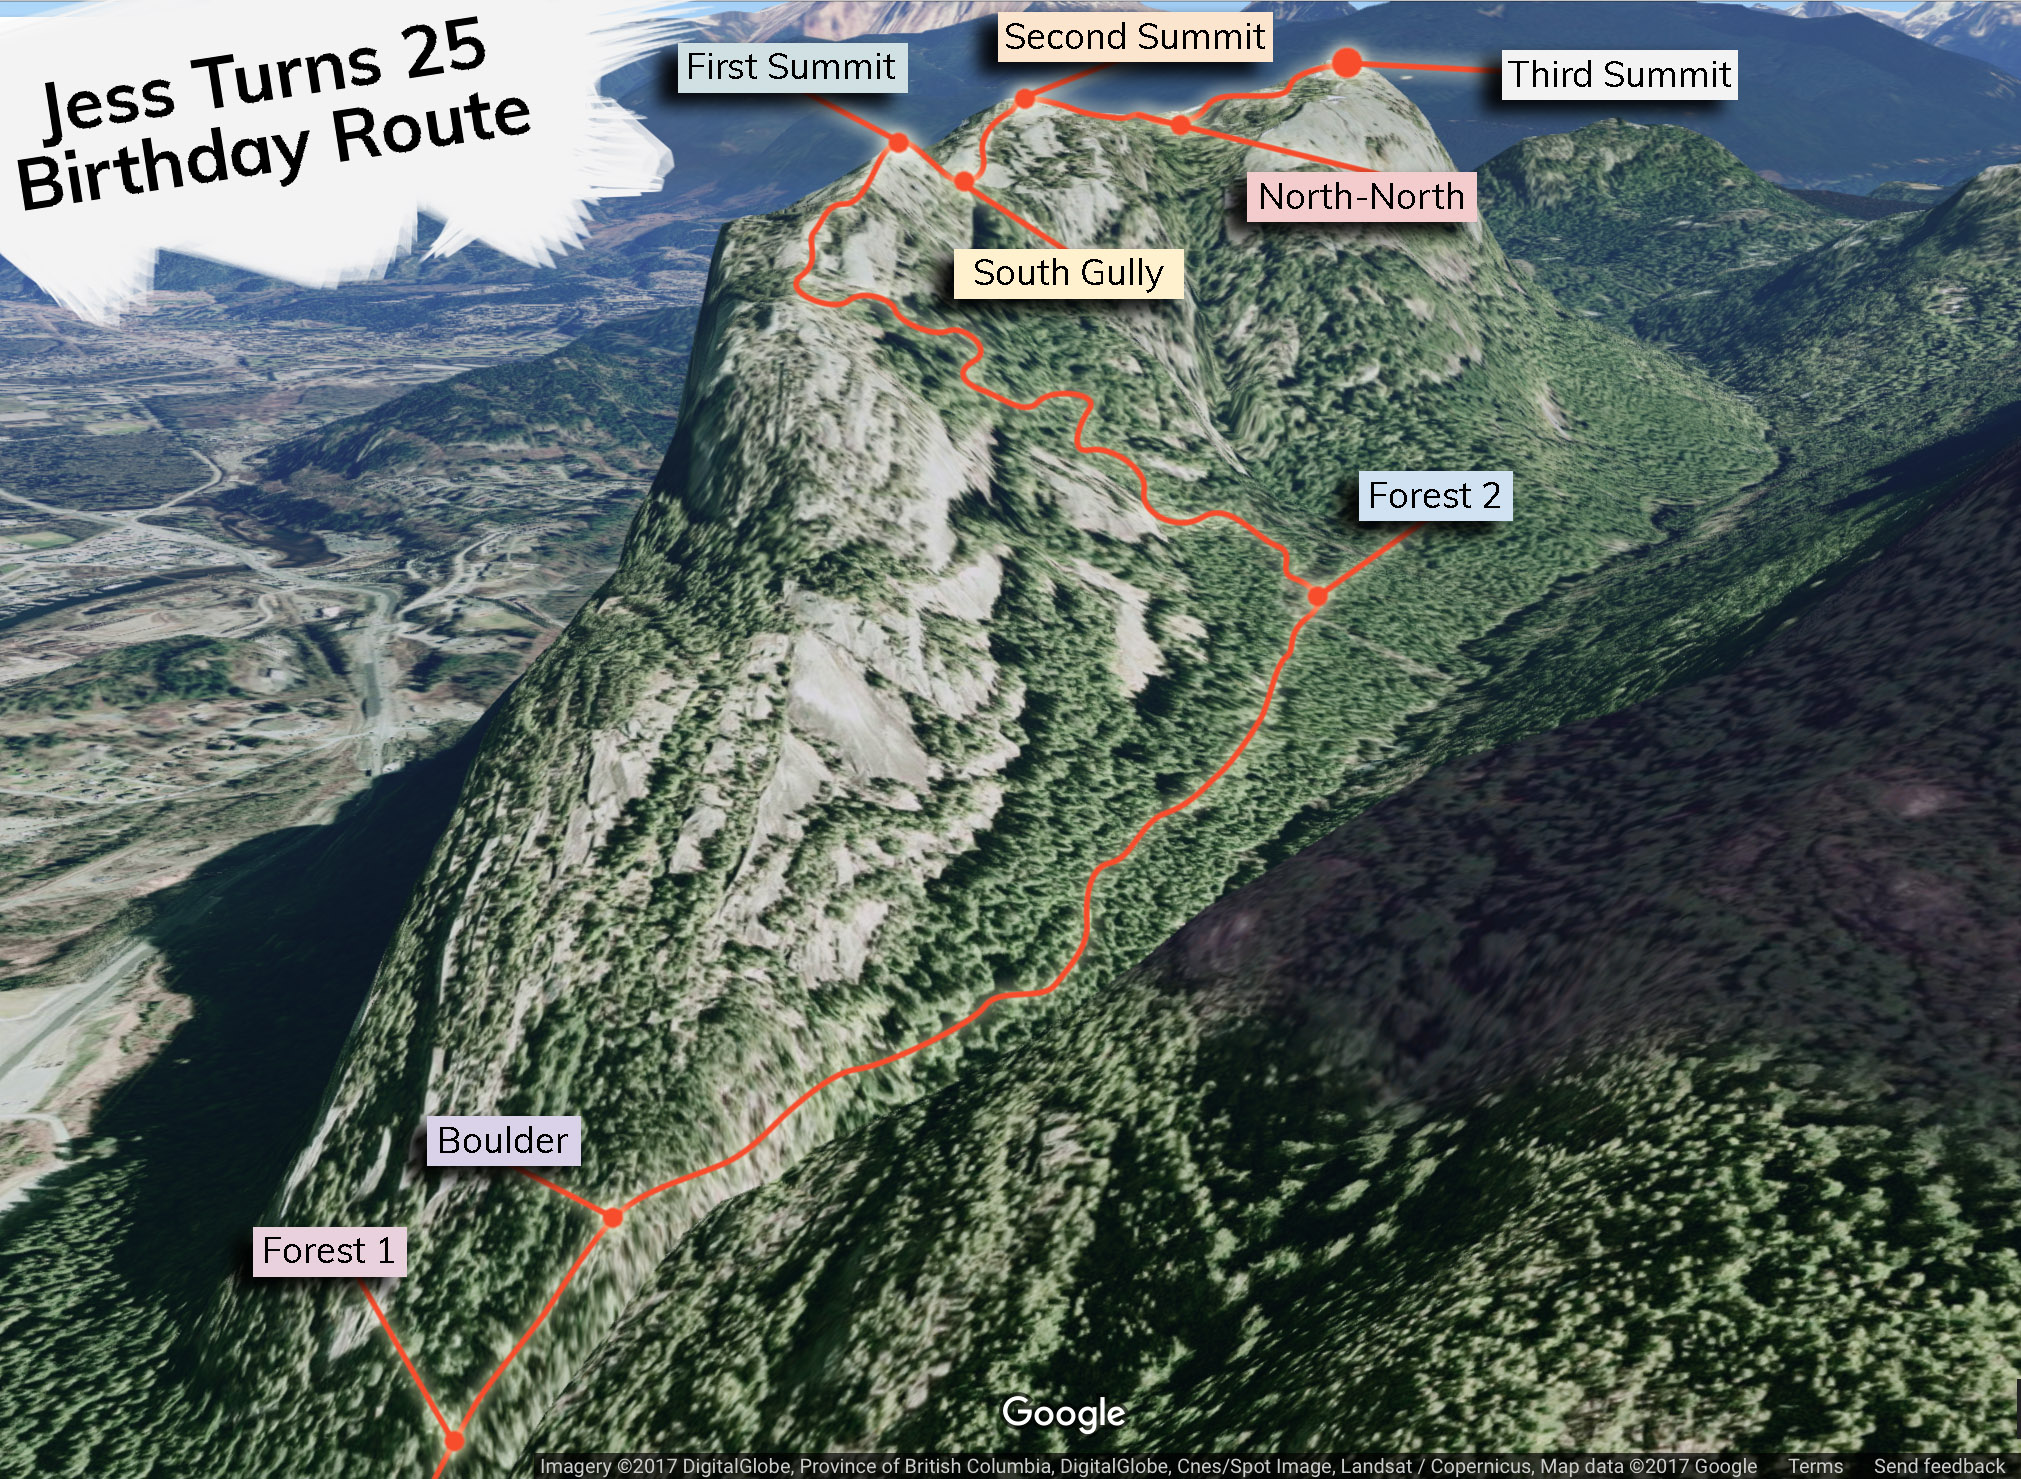 Jess Turns 25
Birthday Route
First Summit
Second Summit
Third Summit
North-North
South Gully
Forest 2
Boulder
Forest 1
Google
Imagery ©2017 DigitalGlobe, Province of British Columbia, DigitalGlobe, Cnes/Spot Image, Landsat / Copernicus, Map data ©2017 Google Terms Send feedback